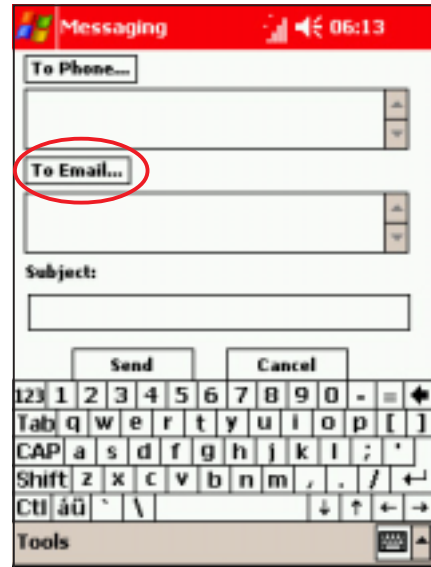 Messaging 06:13
To Phone...
To Email...
Subject:
Send Cancel
123 1 2 3 4 5 6 7 8 9 0 - =
Tab q w e r t y u i o p [ ]
CAP a s d f g h j k l ; '
Shift z x c v b n m , . /
Ctl áü ` \
Tools